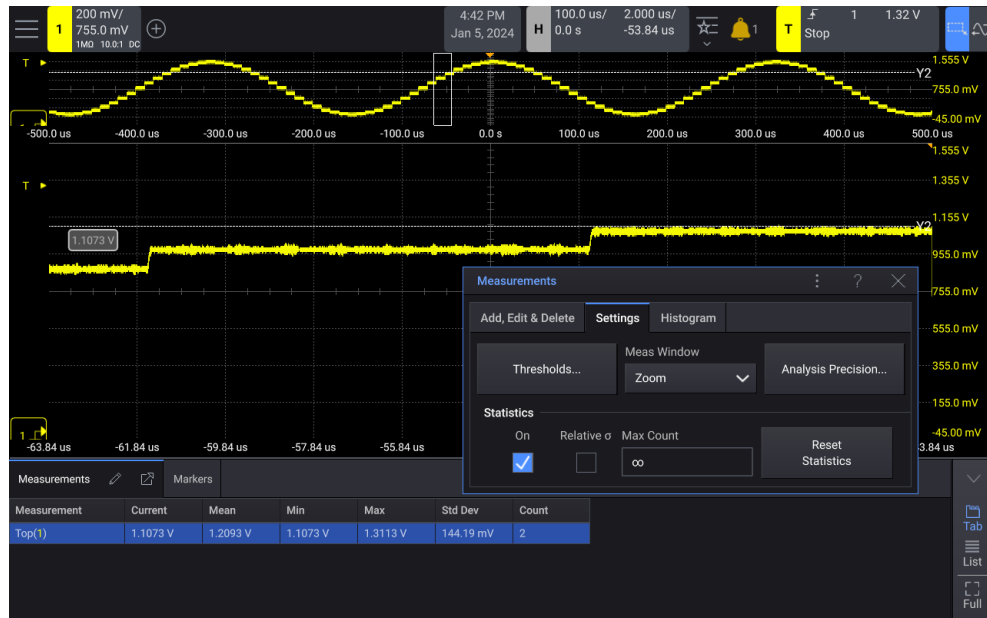 1
200 mV/
755.0 mV
1MΩ 10.0:1 DC
4:42 PM
Jan 5, 2024
H
100.0 us/
0.0 s
2.000 us/
-53.84 us
1
T
1
1.32 V
Stop
T
1.555 V
Y2
755.0 mV
-45.00 mV
-500.0 us -400.0 us -300.0 us -200.0 us -100.0 us 0.0 s 100.0 us 200.0 us 300.0 us 400.0 us 500.0 us
1.555 V
T
1.355 V
1.155 V
Y2
1.1073 V
955.0 mV
755.0 mV
555.0 mV
355.0 mV
155.0 mV
-45.00 mV
1
-63.84 us -61.84 us -59.84 us -57.84 us -55.84 us
3.84 us
Measurements
?
Add, Edit & Delete Settings Histogram
Thresholds...
Meas Window
Zoom
Analysis Precision...
Statistics
On Relative σ Max Count
∞
Reset
Statistics
Measurements Markers
Measurement Current Mean Min Max Std Dev Count
Top(1) 1.1073 V 1.2093 V 1.1073 V 1.3113 V 144.19 mV 2
Tab
List
Full